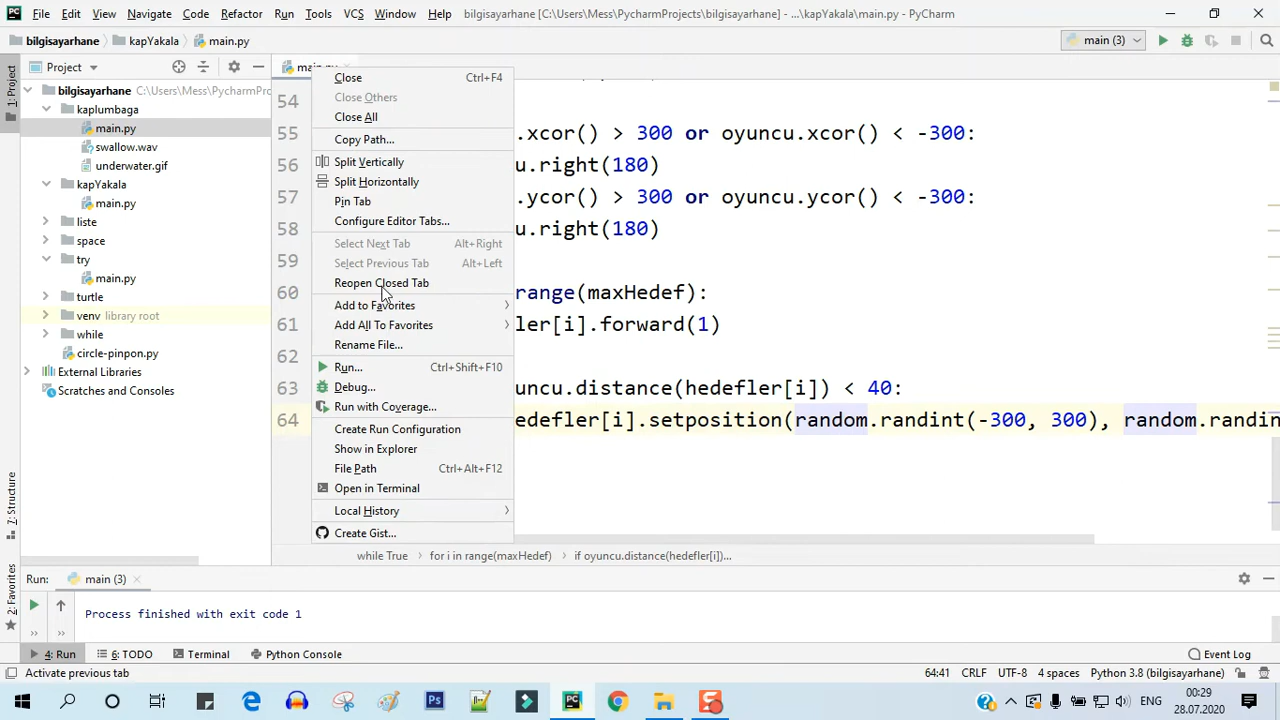 File Edit View Navigate Code Refactor Run Tools VCS Window Help bilgisayarhane [C:\Users\Mess\PycharmProjects\bilgisayarhane] - ...\kapYakala\main.py - PyCharm
bilgisayarhane kapYakala main.py main (3)
1: Project
Project
bilgisayarhane C:\Users\Mess\PycharmPro
kaplumbaga
main.py
swallow.wav
underwater.gif
kapYakala
main.py
liste
space
try
main.py
turtle
venv library root
while
circle-pinpon.py
External Libraries
Scratches and Consoles
Close Ctrl+F4
Close Others
Close All
Copy Path...
Split Vertically
Split Horizontally
Pin Tab
Configure Editor Tabs...
Select Next Tab Alt+Right
Select Previous Tab Alt+Left
Reopen Closed Tab
Add to Favorites
Add All To Favorites
Rename File...
Run... Ctrl+Shift+F10
Debug...
Run with Coverage...
Create Run Configuration
Show in Explorer
File Path Ctrl+Alt+F12
Open in Terminal
Local History
Create Gist...
54
55 .xcor() > 300 or oyuncu.xcor() < -300:
56 u.right(180)
57 .ycor() > 300 or oyuncu.ycor() < -300:
58 u.right(180)
59
60 range(maxHedef):
61 ler[i].forward(1)
62
63 uncu.distance(hedefler[i]) < 40:
64 edefler[i].setposition(random.randint(-300, 300), random.randin
while True for i in range(maxHedef) if oyuncu.distance(hedefler[i])...
7: Structure
2: Favorites
Run: main (3)
Process finished with exit code 1
4: Run 6: TODO Terminal Python Console Event Log
Activate previous tab 64:41 CRLF UTF-8 4 spaces Python 3.8 (bilgisayarhane)
ENG 00:29
28.07.2020